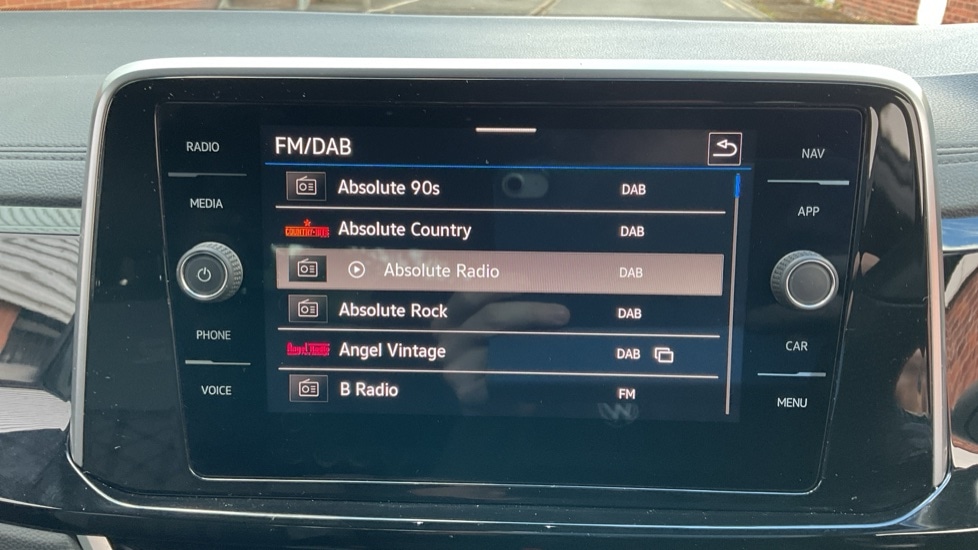 RADIO
MEDIA
PHONE
VOICE
FM/DAB
Absolute 90s DAB
Absolute Country DAB
Absolute Radio DAB
Absolute Rock DAB
Angel Vintage DAB
B Radio FM
NAV
APP
CAR
MENU